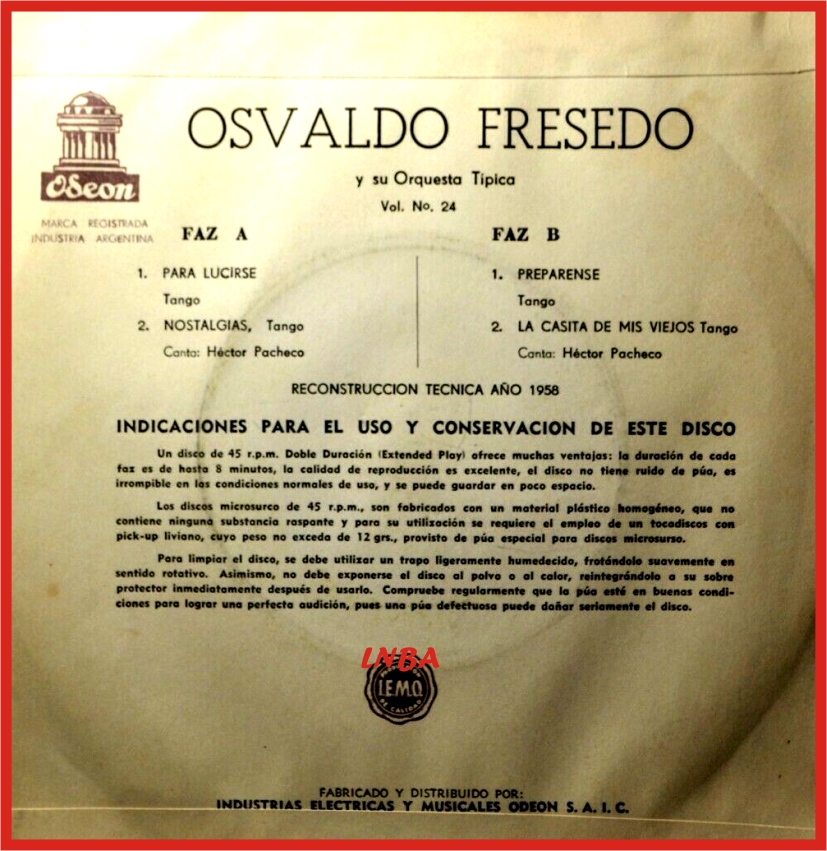 OSVALDO FRESEDO
y su Orquesta Típica
Vol. No. 24
Odeon
MARCA REGISTRADA
INDUSTRIA ARGENTINA
FAZ A
1. PARA LUCIRSE
Tango
2. NOSTALGIAS, Tango
Canta: Héctor Pacheco
FAZ B
1. PREPARENSE
Tango
2. LA CASITA DE MIS VIEJOS Tango
Canta: Héctor Pacheco
RECONSTRUCCION TECNICA AÑO 1958
INDICACIONES PARA EL USO Y CONSERVACION DE ESTE DISCO
Un disco de 45 r.p.m. Doble Duración (Extended Play) ofrece muchas ventajas: la duración de cada
faz es de hasta 8 minutos, la calidad de reproducción es excelente, el disco no tiene ruido de púa, es
irrompible en las condiciones normales de uso, y se puede guardar en poco espacio.
Los discos microsurco de 45 r.p.m., son fabricados con un material plástico homogéneo, que no
contiene ninguna substancia raspante y para su utilización se requiere el empleo de un tocadiscos con
pick-up liviano, cuyo peso no exceda de 12 grs., provisto de púa especial para discos microsurso.
Para limpiar el disco, se debe utilizar un trapo ligeramente humedecido, frotándolo suavemente en
sentido rotativo. Asimismo, no debe exponerse el disco al polvo o al calor, reintegrándolo a su sobre
protector inmediatamente después de usarlo. Compruebe regularmente que la púa esté en buenas condi-
ciones para lograr una perfecta audición, pues una púa defectuosa puede dañar seriamente el disco.
LNBA
I.E.M.O.
DE CALIDAD
FABRICADO Y DISTRIBUIDO POR:
INDUSTRIAS ELECTRICAS Y MUSICALES ODEON S. A. I. C.